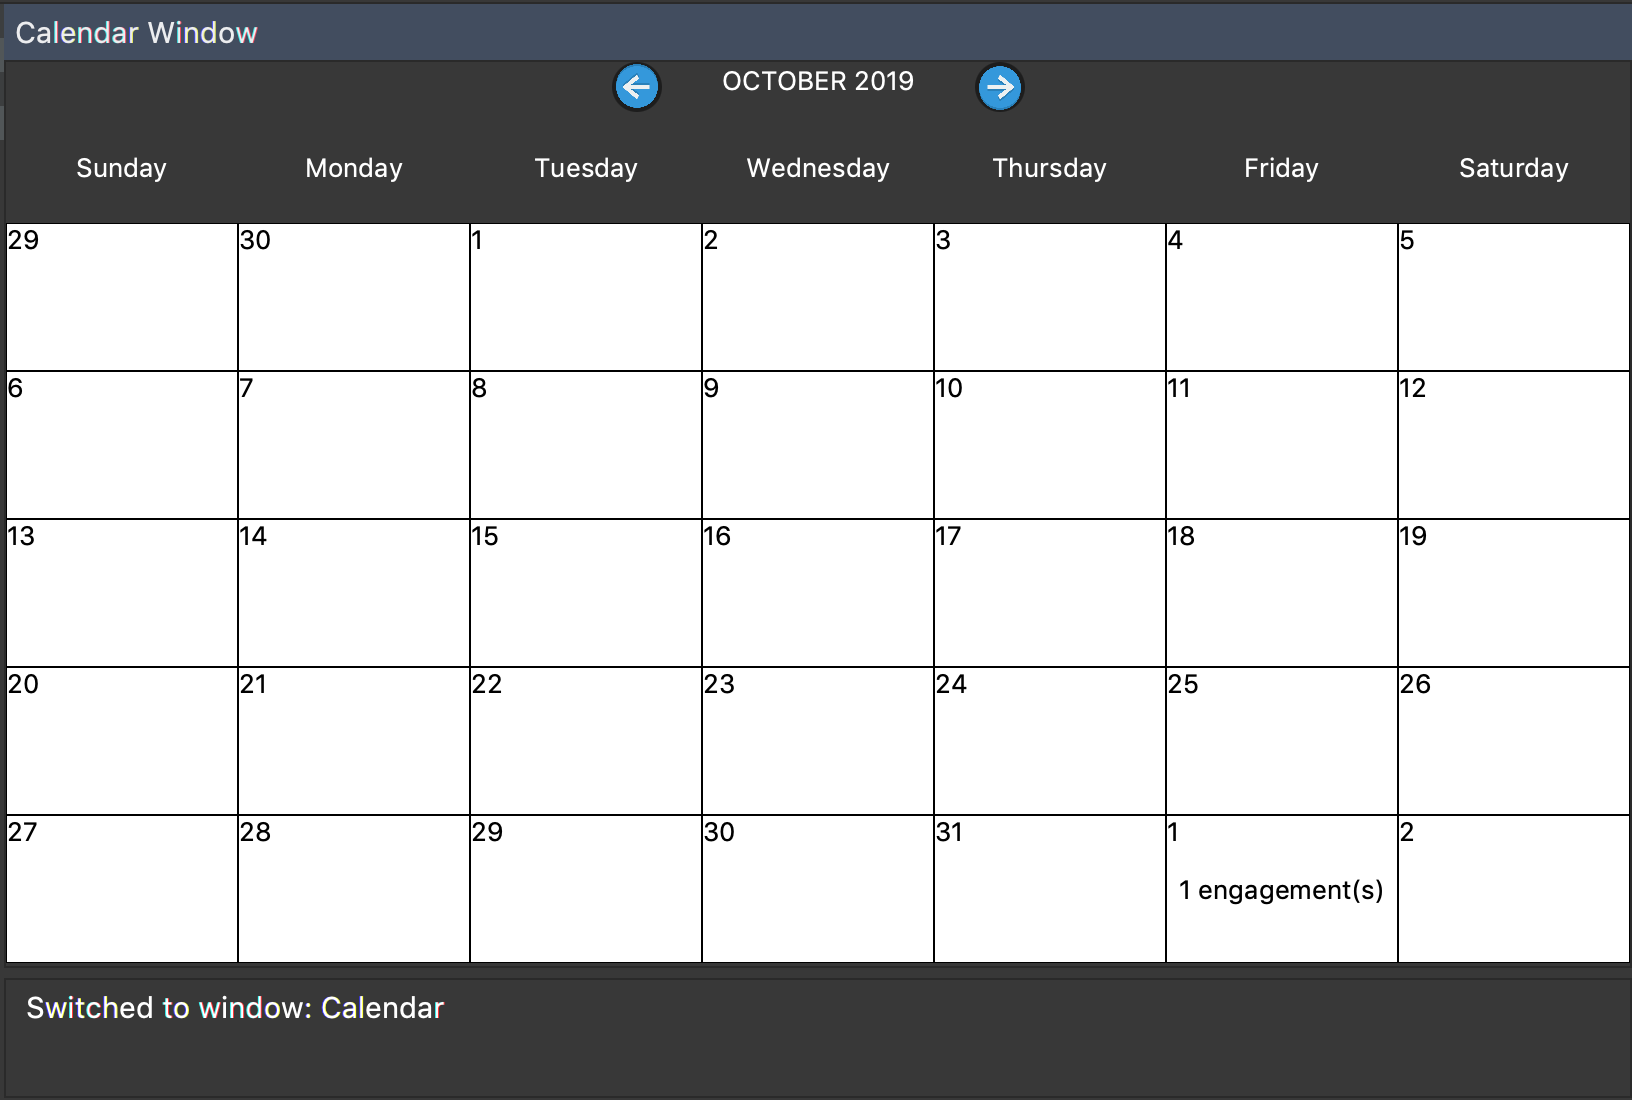 Calendar Window
OCTOBER 2019
Sunday Monday Tuesday Wednesday Thursday Friday Saturday
29 30 1 2 3 4 5
6 7 8 9 10 11 12
13 14 15 16 17 18 19
20 21 22 23 24 25 26
27 28 29 30 31 1 2
1 engagement(s)
Switched to window: Calendar